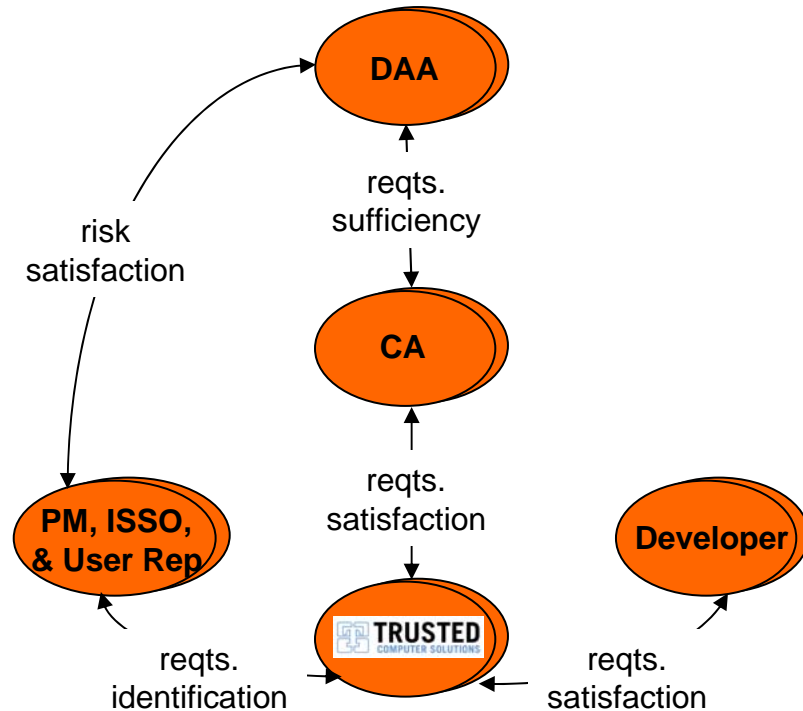 DAA
reqts.
sufficiency
risk
satisfaction
CA
reqts.
satisfaction
PM, ISSO,
& User Rep
Developer
TRUSTED
COMPUTER SOLUTIONS
reqts.
identification
reqts.
satisfaction